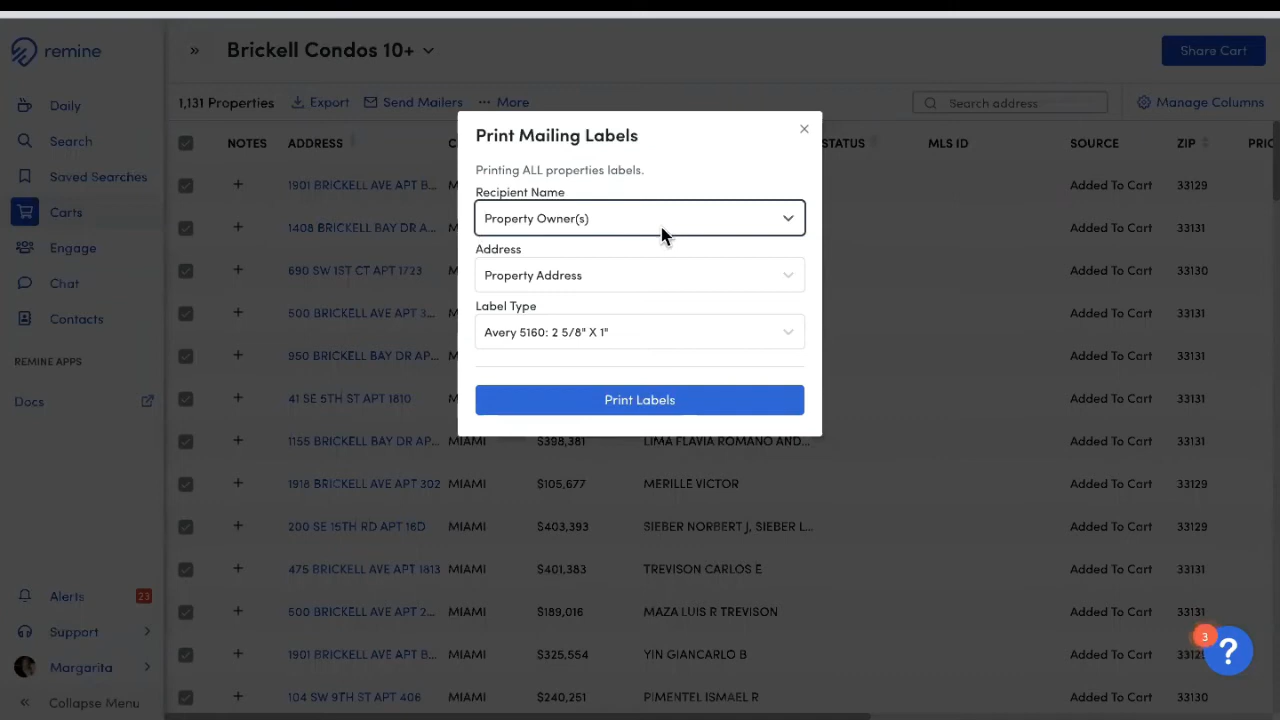 remine
Daily
Search
Saved Searches
Carts
Engage
Chat
Contacts
REMINE APPS
Docs
Alerts 23
Support
Margarita
Collapse Menu
Brickell Condos 10+
Share Cart
1,131 Properties Export Send Mailers ... More Search address Manage Columns
NOTES ADDRESS STATUS MLS ID SOURCE ZIP
1901 BRICKELL AVE APT B... Added To Cart 33129
1408 BRICKELL BAY DR A... Added To Cart
690 SW 1ST CT APT 1723 Added To Cart 33130
500 BRICKELL AVE APT 3... Added To Cart 33131
950 BRICKELL BAY DR AP... Added To Cart 33131
41 SE 5TH ST APT 1810 Added To Cart 33131
1155 BRICKELL BAY DR AP... MIAMI $398,381 LIMA FLAVIA ROMANO AND... Added To Cart 33131
1918 BRICKELL AVE APT 302 MIAMI $105,677 MERILLE VICTOR Added To Cart 33129
200 SE 15TH RD APT 16D MIAMI $403,393 SIEBER NORBERT J, SIEBER L... Added To Cart 33129
475 BRICKELL AVE APT 1813 MIAMI $401,383 TREVISON CARLOS E Added To Cart 33131
500 BRICKELL AVE APT 2... MIAMI $189,016 MAZA LUIS R TREVISON Added To Cart 33131
1901 BRICKELL AVE APT B... MIAMI $325,554 YIN GIANCARLO B Added To Cart
104 SW 9TH ST APT 406 MIAMI $240,251 PIMENTEL ISMAEL R Added To Cart 33130
Print Mailing Labels
Printing ALL properties labels.
Recipient Name
Property Owner(s)
Address
Property Address
Label Type
Avery 5160: 2 5/8" X 1"
Print Labels
3
?